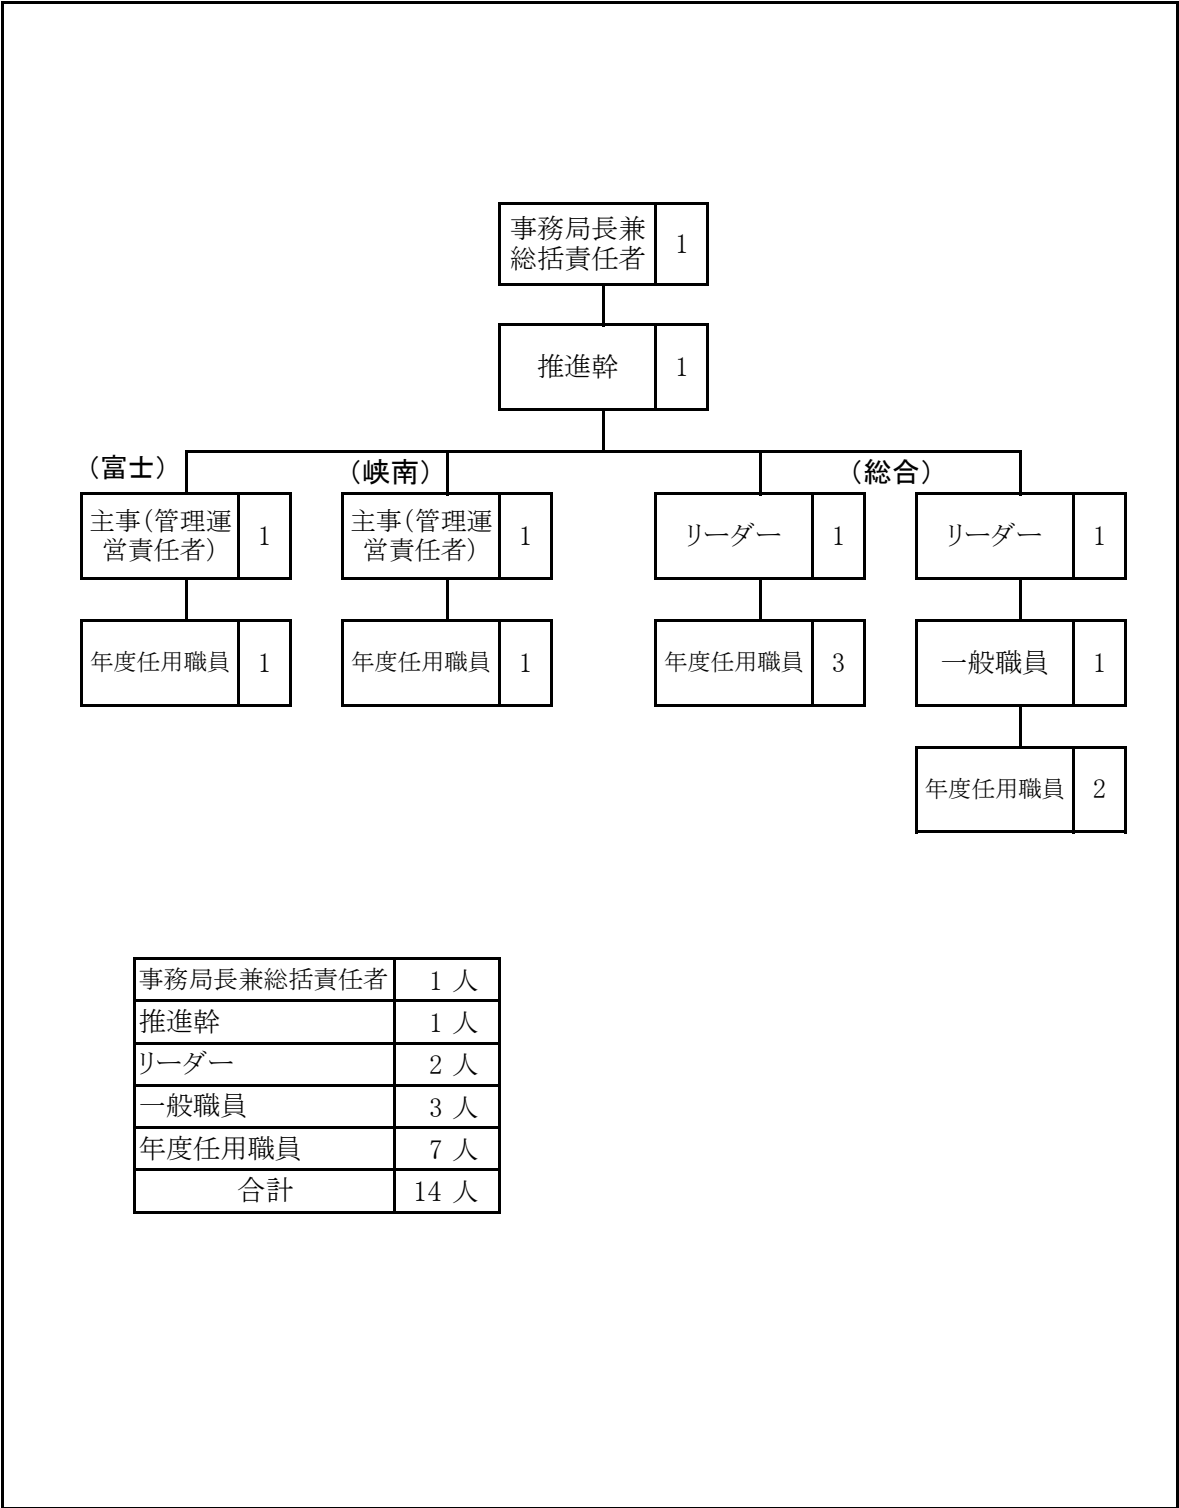 事務局長兼
総括責任者 1
推進幹 1
（富士） （峡南） （総合）
主事（管理運
営責任者） 1
主事（管理運
営責任者） 1
リーダー 1
リーダー 1
年度任用職員 1
年度任用職員 1
年度任用職員 3
一般職員 1
年度任用職員 2
事務局長兼総括責任者 1 人
推進幹 1 人
リーダー 2 人
一般職員 3 人
年度任用職員 7 人
合計 14 人